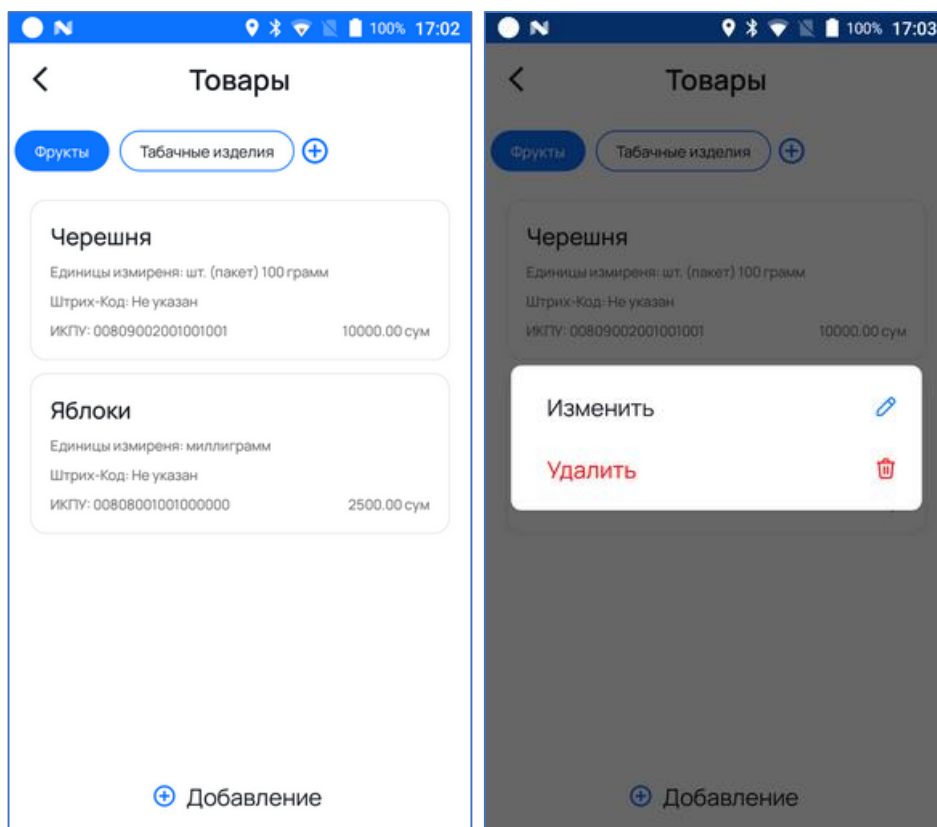 100% 17:02
Товары
Фрукты
Табачные изделия
Черешня
Единицы измиреня: шт. (пакет) 100 грамм
Штрих-Код: Не указан
ИКПУ: 00809002001001001 10000.00 сум
Яблоки
Единицы измиреня: миллиграмм
Штрих-Код: Не указан
ИКПУ: 00808001001000000 2500.00 сум
Добавление
100% 17:03
Товары
Фрукты
Табачные изделия
Черешня
Единицы измиреня: шт. (пакет) 100 грамм
Штрих-Код: Не указан
ИКПУ: 00809002001001001 10000.00 сум
Изменить
Удалить
Добавление